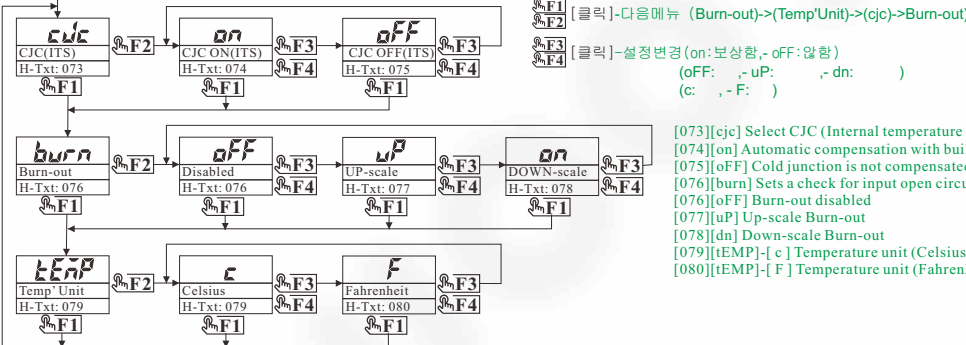 cJc
F2
on
F3
oFF
F3
CJC(ITS)
CJC ON(ITS)
F4
CJC OFF(ITS)
F4
H-Txt: 073
H-Txt: 074
H-Txt: 075
F1
F1
F1
F1
F2
[클릭]-다음메뉴 (Burn-out)->(Temp'Unit)->(cjc)->Burn-out)
F3
F4
[클릭]-설정변경(on:보상함,- oFF:않함)
(oFF: ,- uP: ,- dn: )
(c: , - F: )
burn
F2
oFF
F3
uP
F3
on
F3
Burn-out
Disabled
F4
UP-scale
F4
DOWN-scale
F4
H-Txt: 076
H-Txt: 076
H-Txt: 077
H-Txt: 078
F1
F1
F1
F1
[073][cjc] Select CJC (Internal temperature
[074][on] Automatic compensation with bui
[075][oFF] Cold junction is not compensated
[076][burn] Sets a check for input open circu
[076][oFF] Burn-out disabled
[077][uP] Up-scale Burn-out
[078][dn] Down-scale Burn-out
[079][tEMP]-[ c ] Temperature unit (Celsius
[080][tEMP]-[ F ] Temperature unit (Fahren
tEmP
F2
c
F3
F
F3
Temp' Unit
Celsius
F4
Fahrenheit
F4
H-Txt: 079
H-Txt: 079
H-Txt: 080
F1
F1
F1